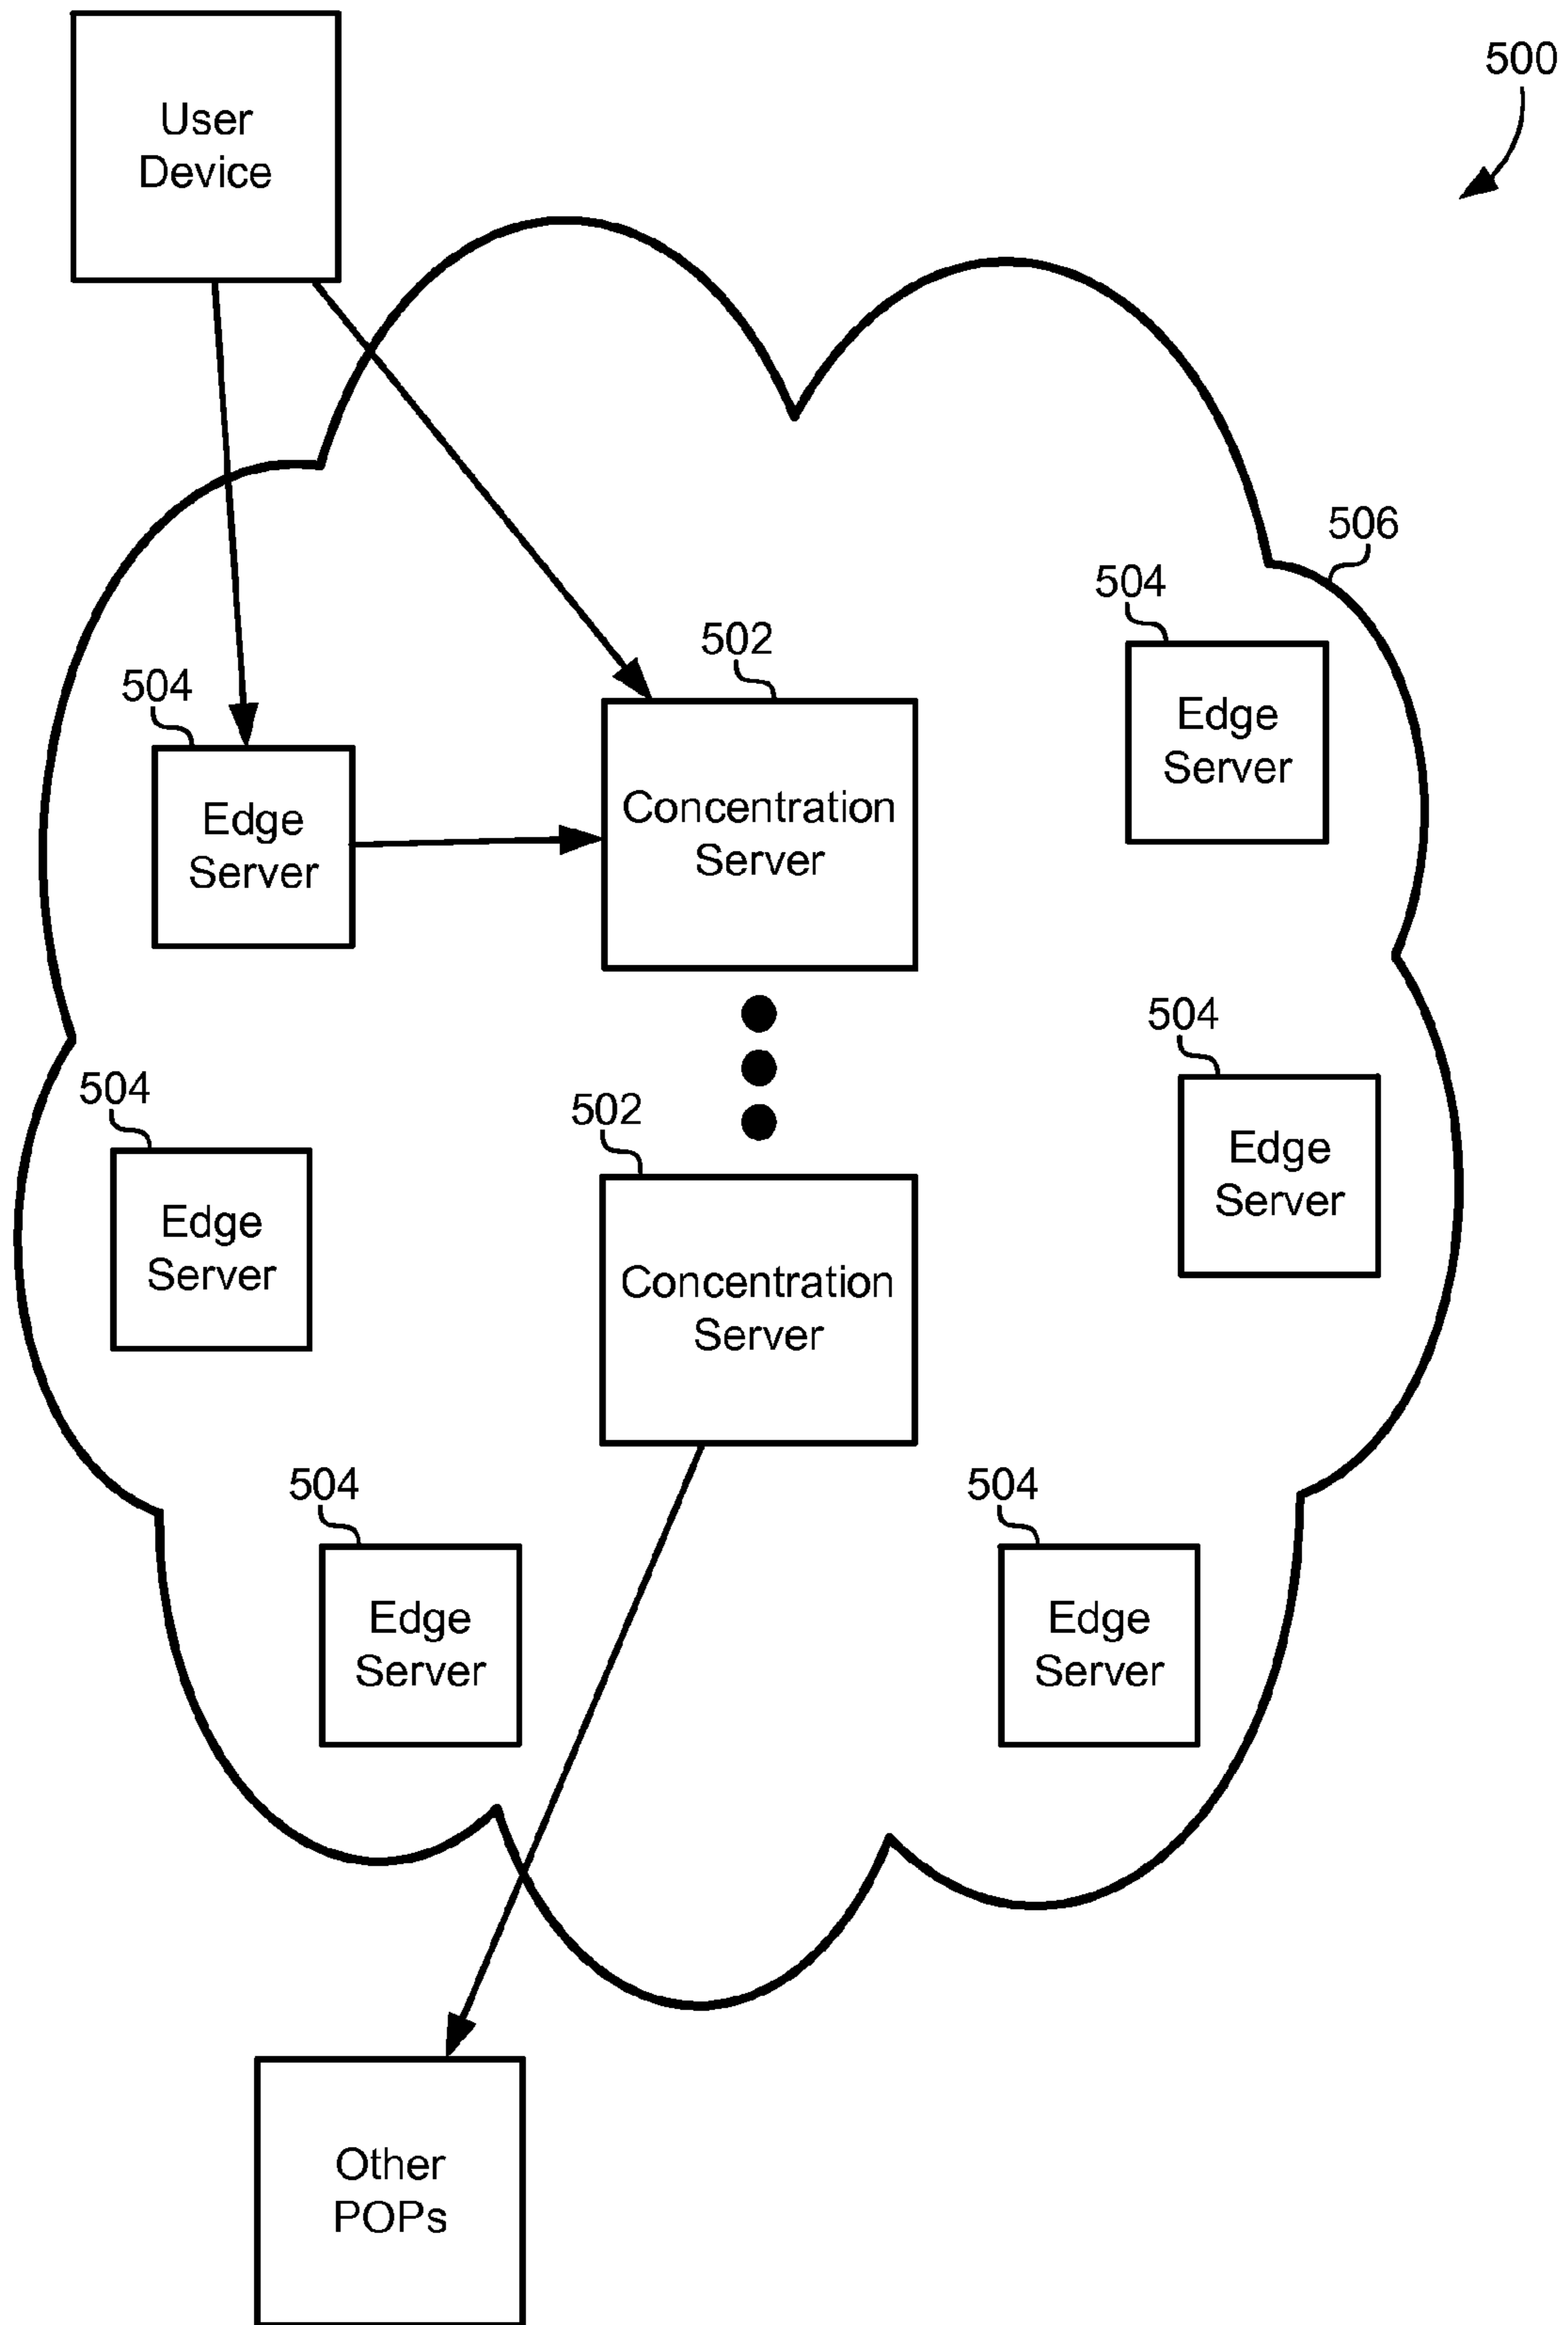 User
Device
500
506
504
Edge
Server
502
Concentration
Server
504
Edge
Server
504
Edge
Server
504
Edge
Server
502
Concentration
Server
504
Edge
Server
504
Edge
Server
Other
POPs